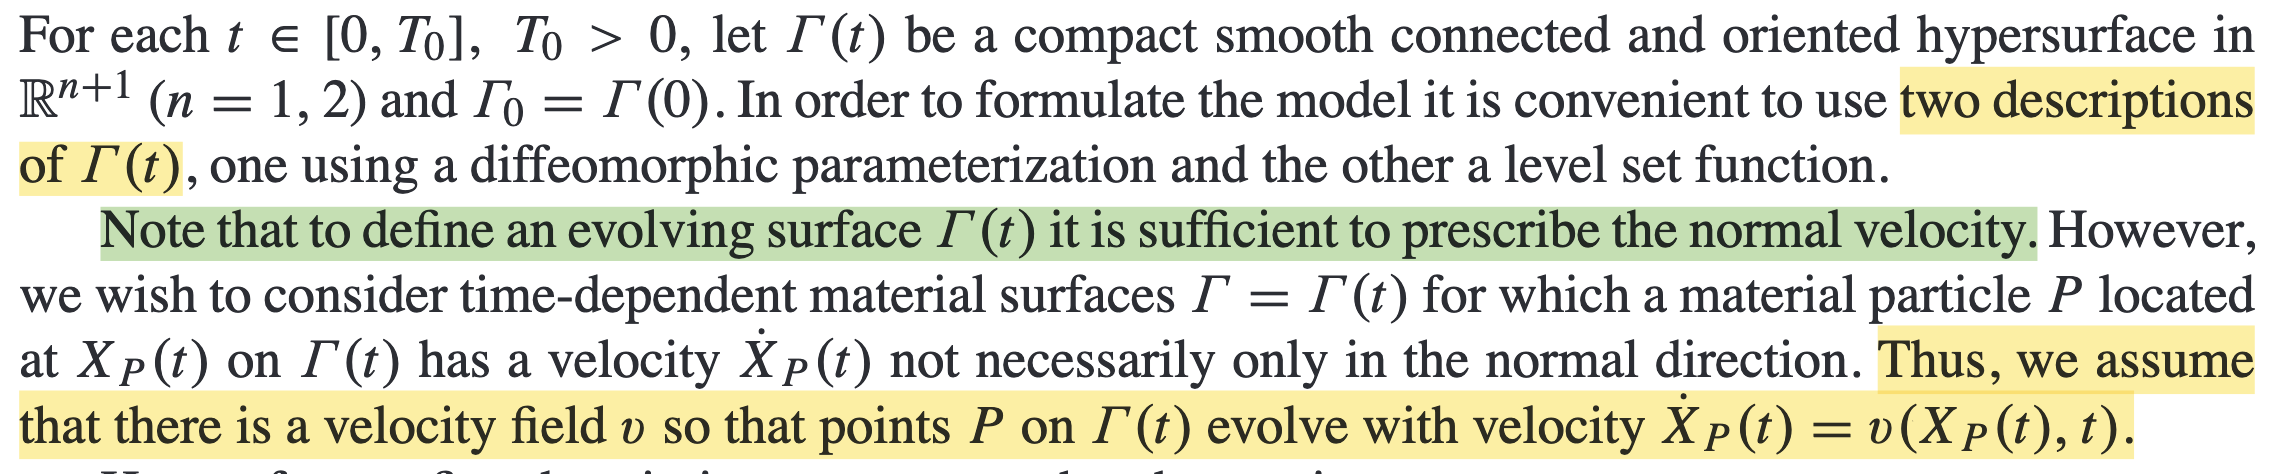 For each t ∈ [0, T₀], T₀ > 0, let Γ(t) be a compact smooth connected and oriented hypersurface in
ℝⁿ⁺¹ (n = 1, 2) and Γ₀ = Γ(0). In order to formulate the model it is convenient to use two descriptions
of Γ(t), one using a diffeomorphic parameterization and the other a level set function.
Note that to define an evolving surface Γ(t) it is sufficient to prescribe the normal velocity. However,
we wish to consider time-dependent material surfaces Γ = Γ(t) for which a material particle P located
at X_P(t) on Γ(t) has a velocity Ẋ_P(t) not necessarily only in the normal direction. Thus, we assume
that there is a velocity field v so that points P on Γ(t) evolve with velocity Ẋ_P(t) = v(X_P(t), t).